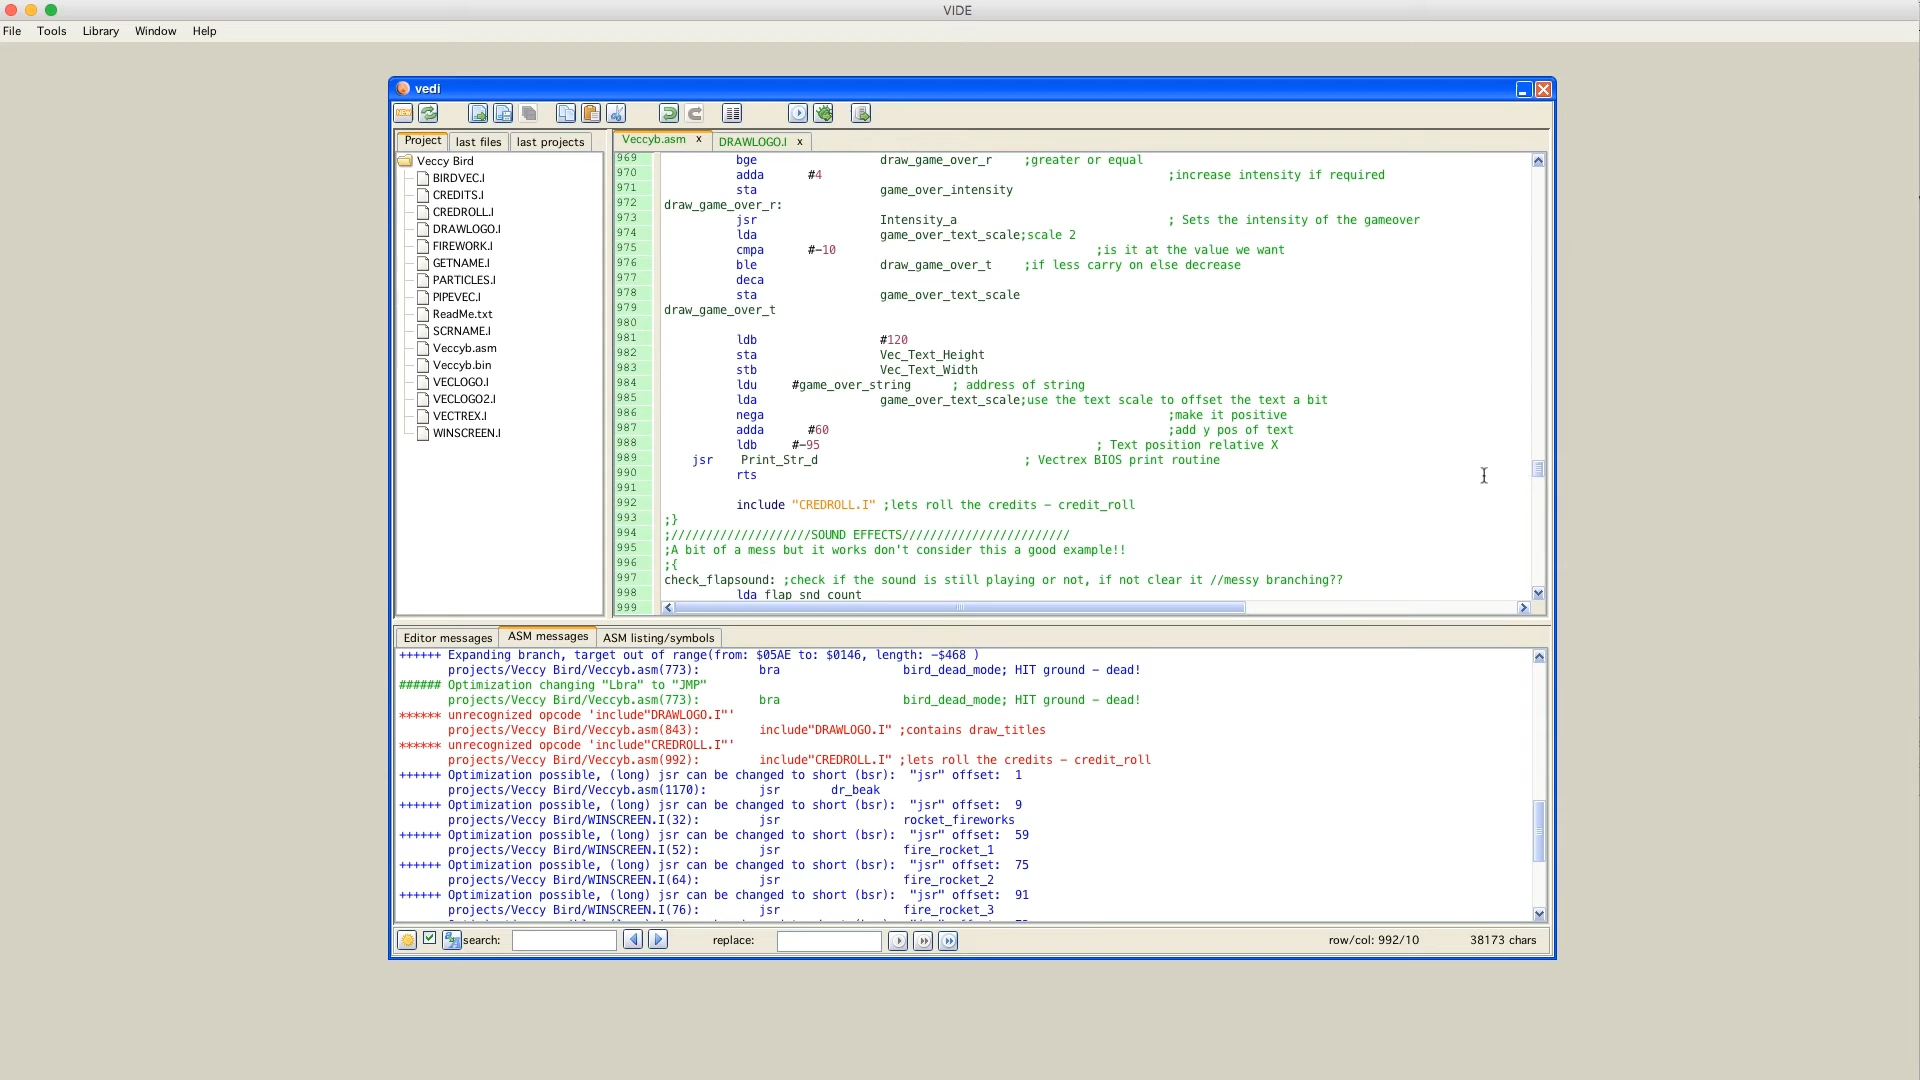 VIDE
File Tools Library Window Help
vedi
Project last files last projects
Veccy Bird
BIRDVEC.I
CREDITS.I
CREDROLL.I
DRAWLOGO.I
FIREWORK.I
GETNAME.I
PARTICLES.I
PIPEVEC.I
ReadMe.txt
SCRNAME.I
Veccyb.asm
Veccyb.bin
VECLOGO.I
VECLOGO2.I
VECTREX.I
WINSCREEN.I
Veccyb.asm x DRAWLOGO.I x
969 bge draw_game_over_r ;greater or equal
970 adda #4 ;increase intensity if required
971 sta game_over_intensity
972 draw_game_over_r:
973 jsr Intensity_a ; Sets the intensity of the gameover
974 lda game_over_text_scale;scale 2
975 cmpa #-10 ;is it at the value we want
976 ble draw_game_over_t ;if less carry on else decrease
977 deca
978 sta game_over_text_scale
979 draw_game_over_t
980
981 ldb #120
982 sta Vec_Text_Height
983 stb Vec_Text_Width
984 ldu #game_over_string ; address of string
985 lda game_over_text_scale;use the text scale to offset the text a bit
986 nega ;make it positive
987 adda #60 ;add y pos of text
988 ldb #-95 ; Text position relative X
989 jsr Print_Str_d ; Vectrex BIOS print routine
990 rts
991
992 include "CREDROLL.I" ;lets roll the credits - credit_roll
993 ;}
994 ;////////////////////SOUND EFFECTS////////////////////////
995 ;A bit of a mess but it works don't consider this a good example!!
996 ;{
997 check_flapsound: ;check if the sound is still playing or not, if not clear it //messy branching??
998 lda flap_snd_count
999
Editor messages ASM messages ASM listing/symbols
++++++ Expanding branch, target out of range(from: $05AE to: $0146, length: -$468 )
projects/Veccy Bird/Veccyb.asm(773): bra bird_dead_mode; HIT ground - dead!
###### Optimization changing "Lbra" to "JMP"
projects/Veccy Bird/Veccyb.asm(773): bra bird_dead_mode; HIT ground - dead!
****** unrecognized opcode 'include"DRAWLOGO.I"'
projects/Veccy Bird/Veccyb.asm(843): include"DRAWLOGO.I" ;contains draw_titles
****** unrecognized opcode 'include"CREDROLL.I"'
projects/Veccy Bird/Veccyb.asm(992): include"CREDROLL.I" ;lets roll the credits - credit_roll
++++++ Optimization possible, (long) jsr can be changed to short (bsr): "jsr" offset: 1
projects/Veccy Bird/Veccyb.asm(1170): jsr dr_beak
++++++ Optimization possible, (long) jsr can be changed to short (bsr): "jsr" offset: 9
projects/Veccy Bird/WINSCREEN.I(32): jsr rocket_fireworks
++++++ Optimization possible, (long) jsr can be changed to short (bsr): "jsr" offset: 59
projects/Veccy Bird/WINSCREEN.I(52): jsr fire_rocket_1
++++++ Optimization possible, (long) jsr can be changed to short (bsr): "jsr" offset: 75
projects/Veccy Bird/WINSCREEN.I(64): jsr fire_rocket_2
++++++ Optimization possible, (long) jsr can be changed to short (bsr): "jsr" offset: 91
projects/Veccy Bird/WINSCREEN.I(76): jsr fire_rocket_3
search: replace: row/col: 992/10 38173 chars